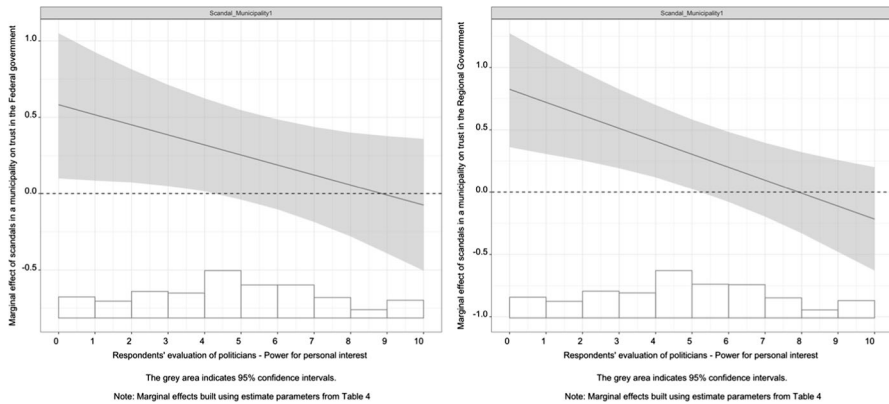 Scandal_Municipality1
Marginal effect of scandals in a municipality on trust in the Federal government
1.0
0.5
0.0
-0.5
0 1 2 3 4 5 6 7 8 9 10
Respondents' evaluation of politicians - Power for personal interest
The grey area indicates 95% confidence intervals.
Note: Marginal effects built using estimate parameters from Table 4
Scandal_Municipality1
Marginal effect of scandals in a municipality on trust in the Regional Government
1.0
0.5
0.0
-0.5
-1.0
0 1 2 3 4 5 6 7 8 9 10
Respondents' evaluation of politicians - Power for personal interest
The grey area indicates 95% confidence intervals.
Note: Marginal effects built using estimate parameters from Table 4